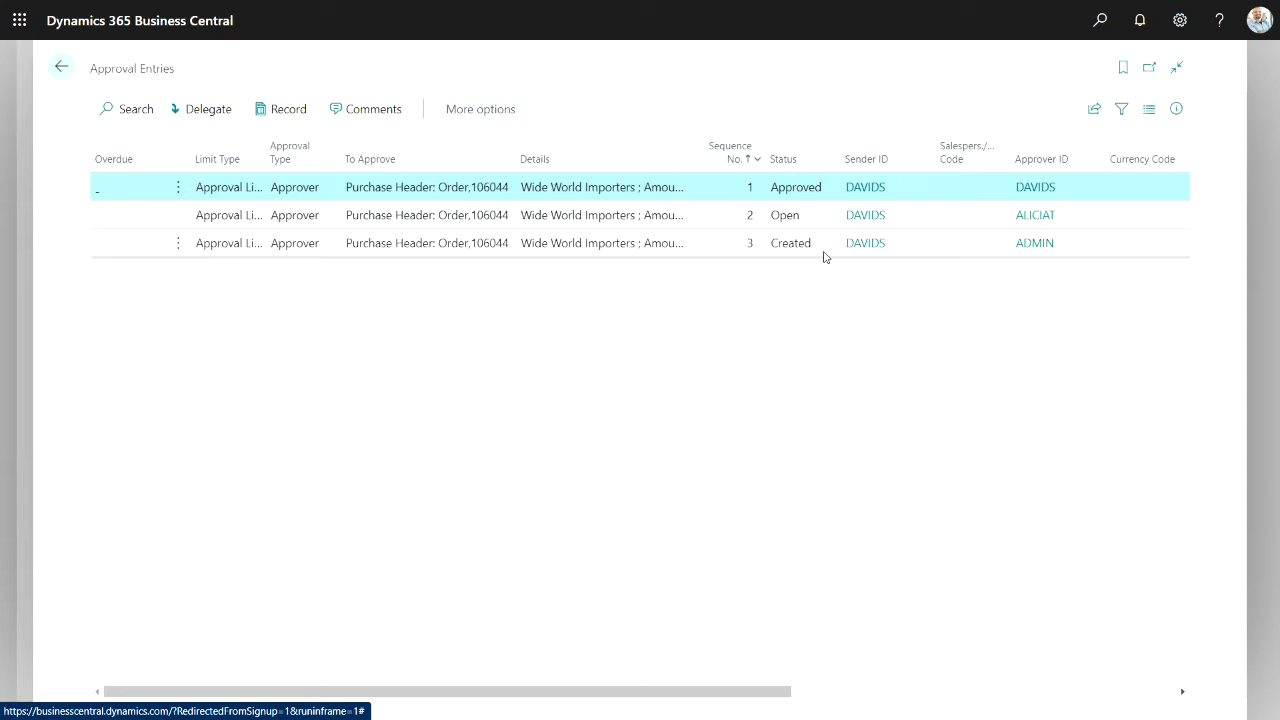 Dynamics 365 Business Central
Approval Entries
Search Delegate Record Comments More options
Overdue Limit Type Approval Type To Approve Details Sequence No. ↑ Status Sender ID Salespers./... Code Approver ID Currency Code
_ Approval Li... Approver Purchase Header: Order,106044 Wide World Importers ; Amou... 1 Approved DAVIDS DAVIDS
Approval Li... Approver Purchase Header: Order,106044 Wide World Importers ; Amou... 2 Open DAVIDS ALICIAT
Approval Li... Approver Purchase Header: Order,106044 Wide World Importers ; Amou... 3 Created DAVIDS ADMIN
https://businesscentral.dynamics.com/?RedirectedFromSignup=1&runinframe=1#